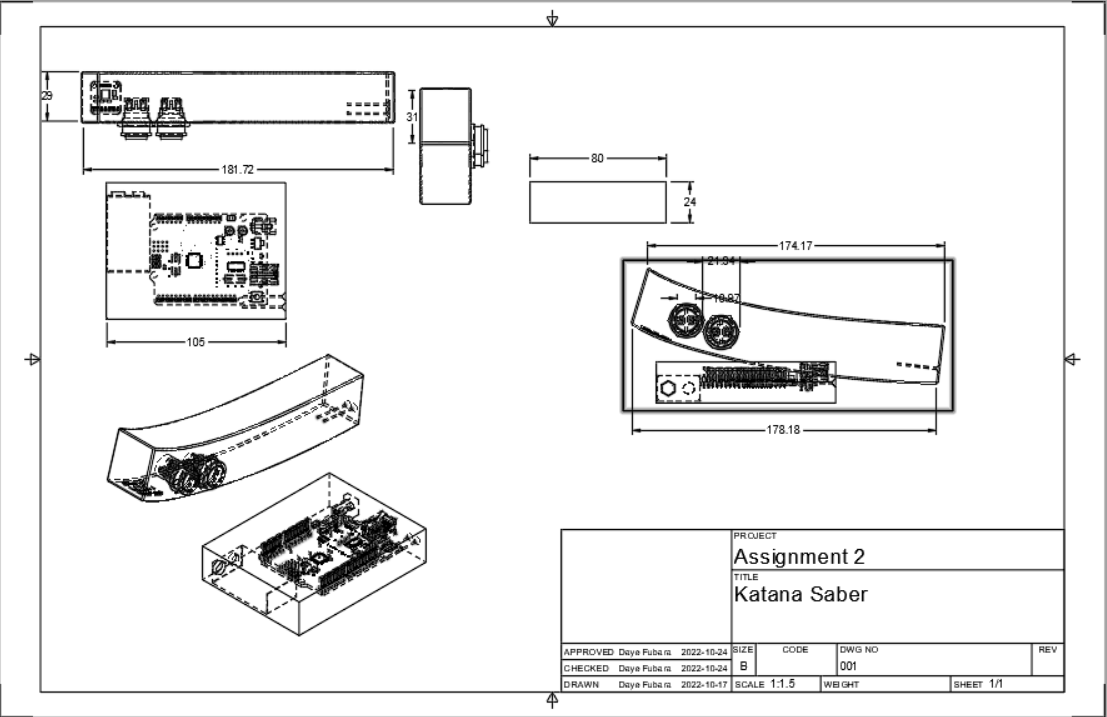 29
181.72
31
80
24
174.17
21.94
10.97
105
178.18
PROJECT
Assignment 2
TITLE
Katana Saber
APPROVED Daye Fubara 2022-10-24
SIZE
B
CODE
DWG NO
001
REV
CHECKED Daye Fubara 2022-10-24
DRAWN Daye Fubara 2022-10-17
SCALE 1:1.5
WEIGHT
SHEET 1/1